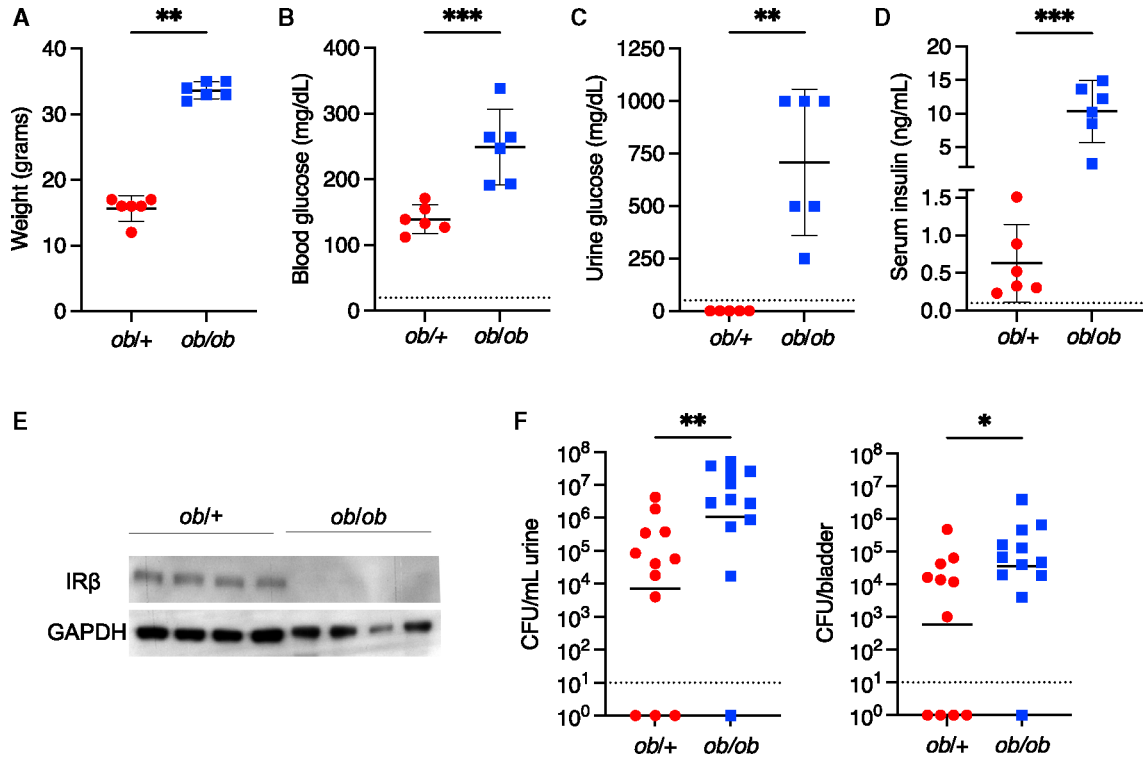 A
**
Weight (grams)
40
30
20
10
0
ob/+
ob/ob
B
***
Blood glucose (mg/dL)
400
300
200
100
0
ob/+
ob/ob
C
**
Urine glucose (mg/dL)
1250
1000
750
500
250
0
ob/+
ob/ob
D
***
Serum insulin (ng/mL)
20
15
10
5
1.5
1.0
0.5
0.0
ob/+
ob/ob
E
ob/+
ob/ob
IRβ
GAPDH
F
**
CFU/mL urine
10⁸
10⁷
10⁶
10⁵
10⁴
10³
10²
10¹
10⁰
ob/+
ob/ob
*
CFU/bladder
10⁸
10⁷
10⁶
10⁵
10⁴
10³
10²
10¹
10⁰
ob/+
ob/ob